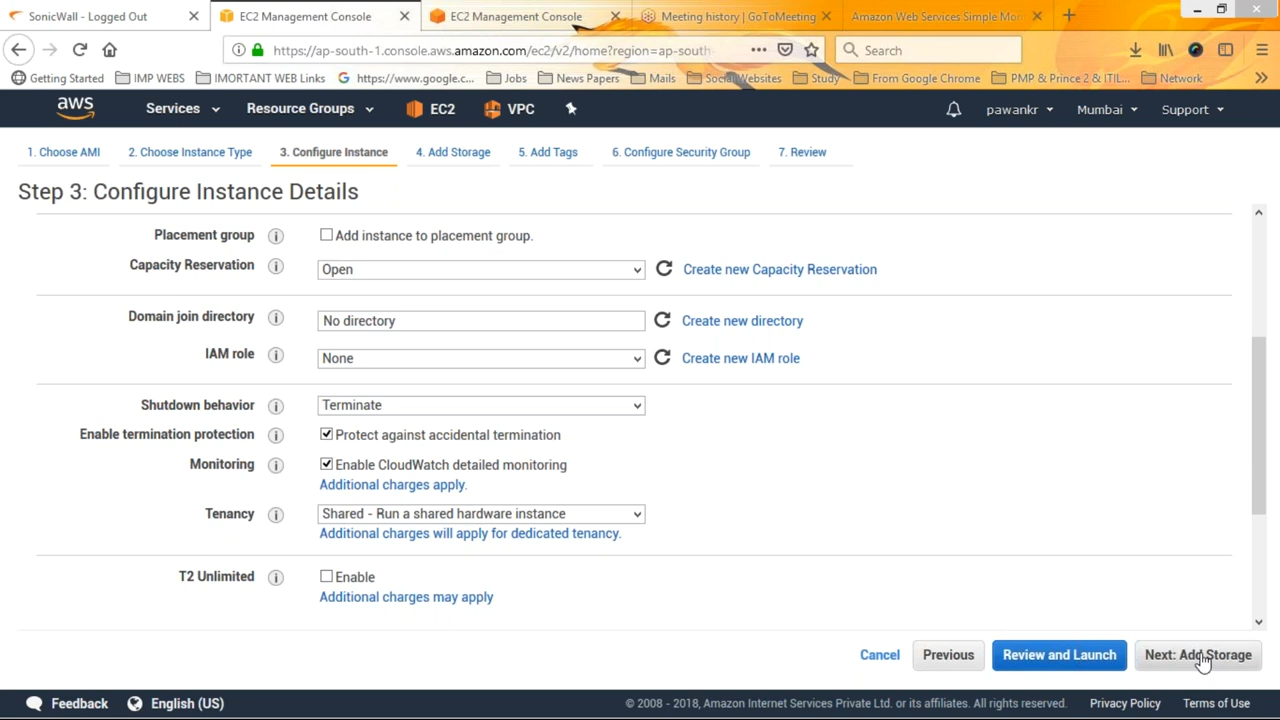 SonicWall - Logged Out
EC2 Management Console
EC2 Management Console
Meeting history | GoToMeeting
Amazon Web Services Simple Mon
https://ap-south-1.console.aws.amazon.com/ec2/v2/home?region=ap-south-
Search
Getting Started
IMP WEBS
IMORTANT WEB Links
https://www.google.c...
Jobs
News Papers
Mails
Social Websites
Study
From Google Chrome
PMP & Prince 2 & ITIL...
Network
aws
Services
Resource Groups
EC2
VPC
pawankr
Mumbai
Support
1. Choose AMI
2. Choose Instance Type
3. Configure Instance
4. Add Storage
5. Add Tags
6. Configure Security Group
7. Review
Step 3: Configure Instance Details
Placement group
Add instance to placement group.
Capacity Reservation
Open
Create new Capacity Reservation
Domain join directory
No directory
Create new directory
IAM role
None
Create new IAM role
Shutdown behavior
Terminate
Enable termination protection
Protect against accidental termination
Monitoring
Enable CloudWatch detailed monitoring
Additional charges apply.
Tenancy
Shared - Run a shared hardware instance
Additional charges will apply for dedicated tenancy.
T2 Unlimited
Enable
Additional charges may apply
Cancel
Previous
Review and Launch
Next: Add Storage
Feedback
English (US)
© 2008 - 2018, Amazon Internet Services Private Ltd. or its affiliates. All rights reserved.
Privacy Policy
Terms of Use